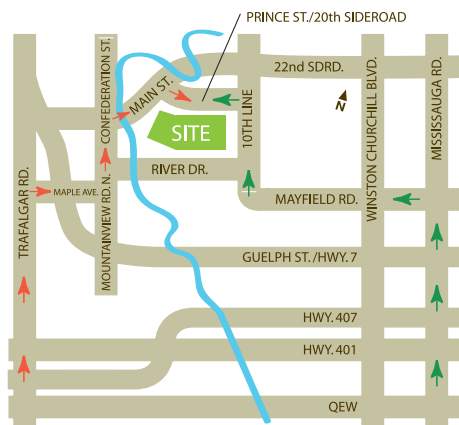 PRINCE ST./20th SIDEROAD
CONFEDERATION ST.
MAIN ST.
22nd SDRD.
N
SITE
10TH LINE
WINSTON CHURCHILL BLVD.
MISSISSAUGA RD.
RIVER DR.
TRAFALGAR RD.
MAPLE AVE.
MOUNTAINVIEW RD. N.
MAYFIELD RD.
GUELPH ST./HWY. 7
HWY. 407
HWY. 401
QEW